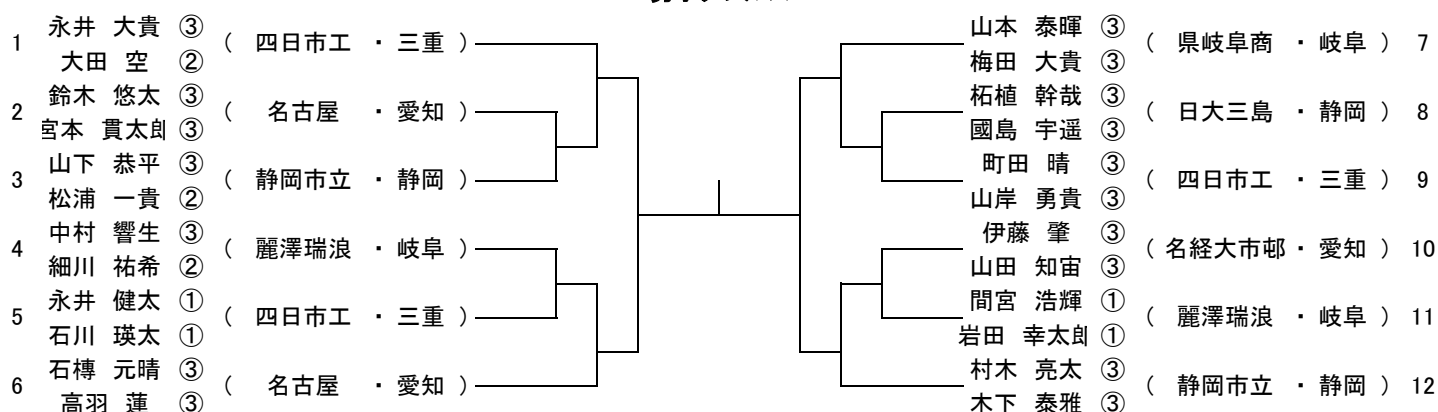 永井 大貴 ③
1 ( 四日市工 ・ 三重 )
大田 空 ②
鈴木 悠太 ③
2 ( 名古屋 ・ 愛知 )
宮本 貫太郎 ③
山下 恭平 ③
3 ( 静岡市立 ・ 静岡 )
松浦 一貴 ②
中村 響生 ③
4 ( 麗澤瑞浪 ・ 岐阜 )
細川 祐希 ②
永井 健太 ①
5 ( 四日市工 ・ 三重 )
石川 瑛太 ①
石槫 元晴 ③
6 ( 名古屋 ・ 愛知 )
高羽 蓮 ③
山本 泰暉 ③
( 県岐阜商 ・ 岐阜 ) 7
梅田 大貴 ③
柘植 幹哉 ③
( 日大三島 ・ 静岡 ) 8
國島 宇遥 ③
町田 晴 ③
( 四日市工 ・ 三重 ) 9
山岸 勇貴 ③
伊藤 肇 ③
( 名経大市邨 ・ 愛知 ) 10
山田 知宙 ③
間宮 浩輝 ①
( 麗澤瑞浪 ・ 岐阜 ) 11
岩田 幸太郎 ①
村木 亮太 ③
( 静岡市立 ・ 静岡 ) 12
木下 泰雅 ③